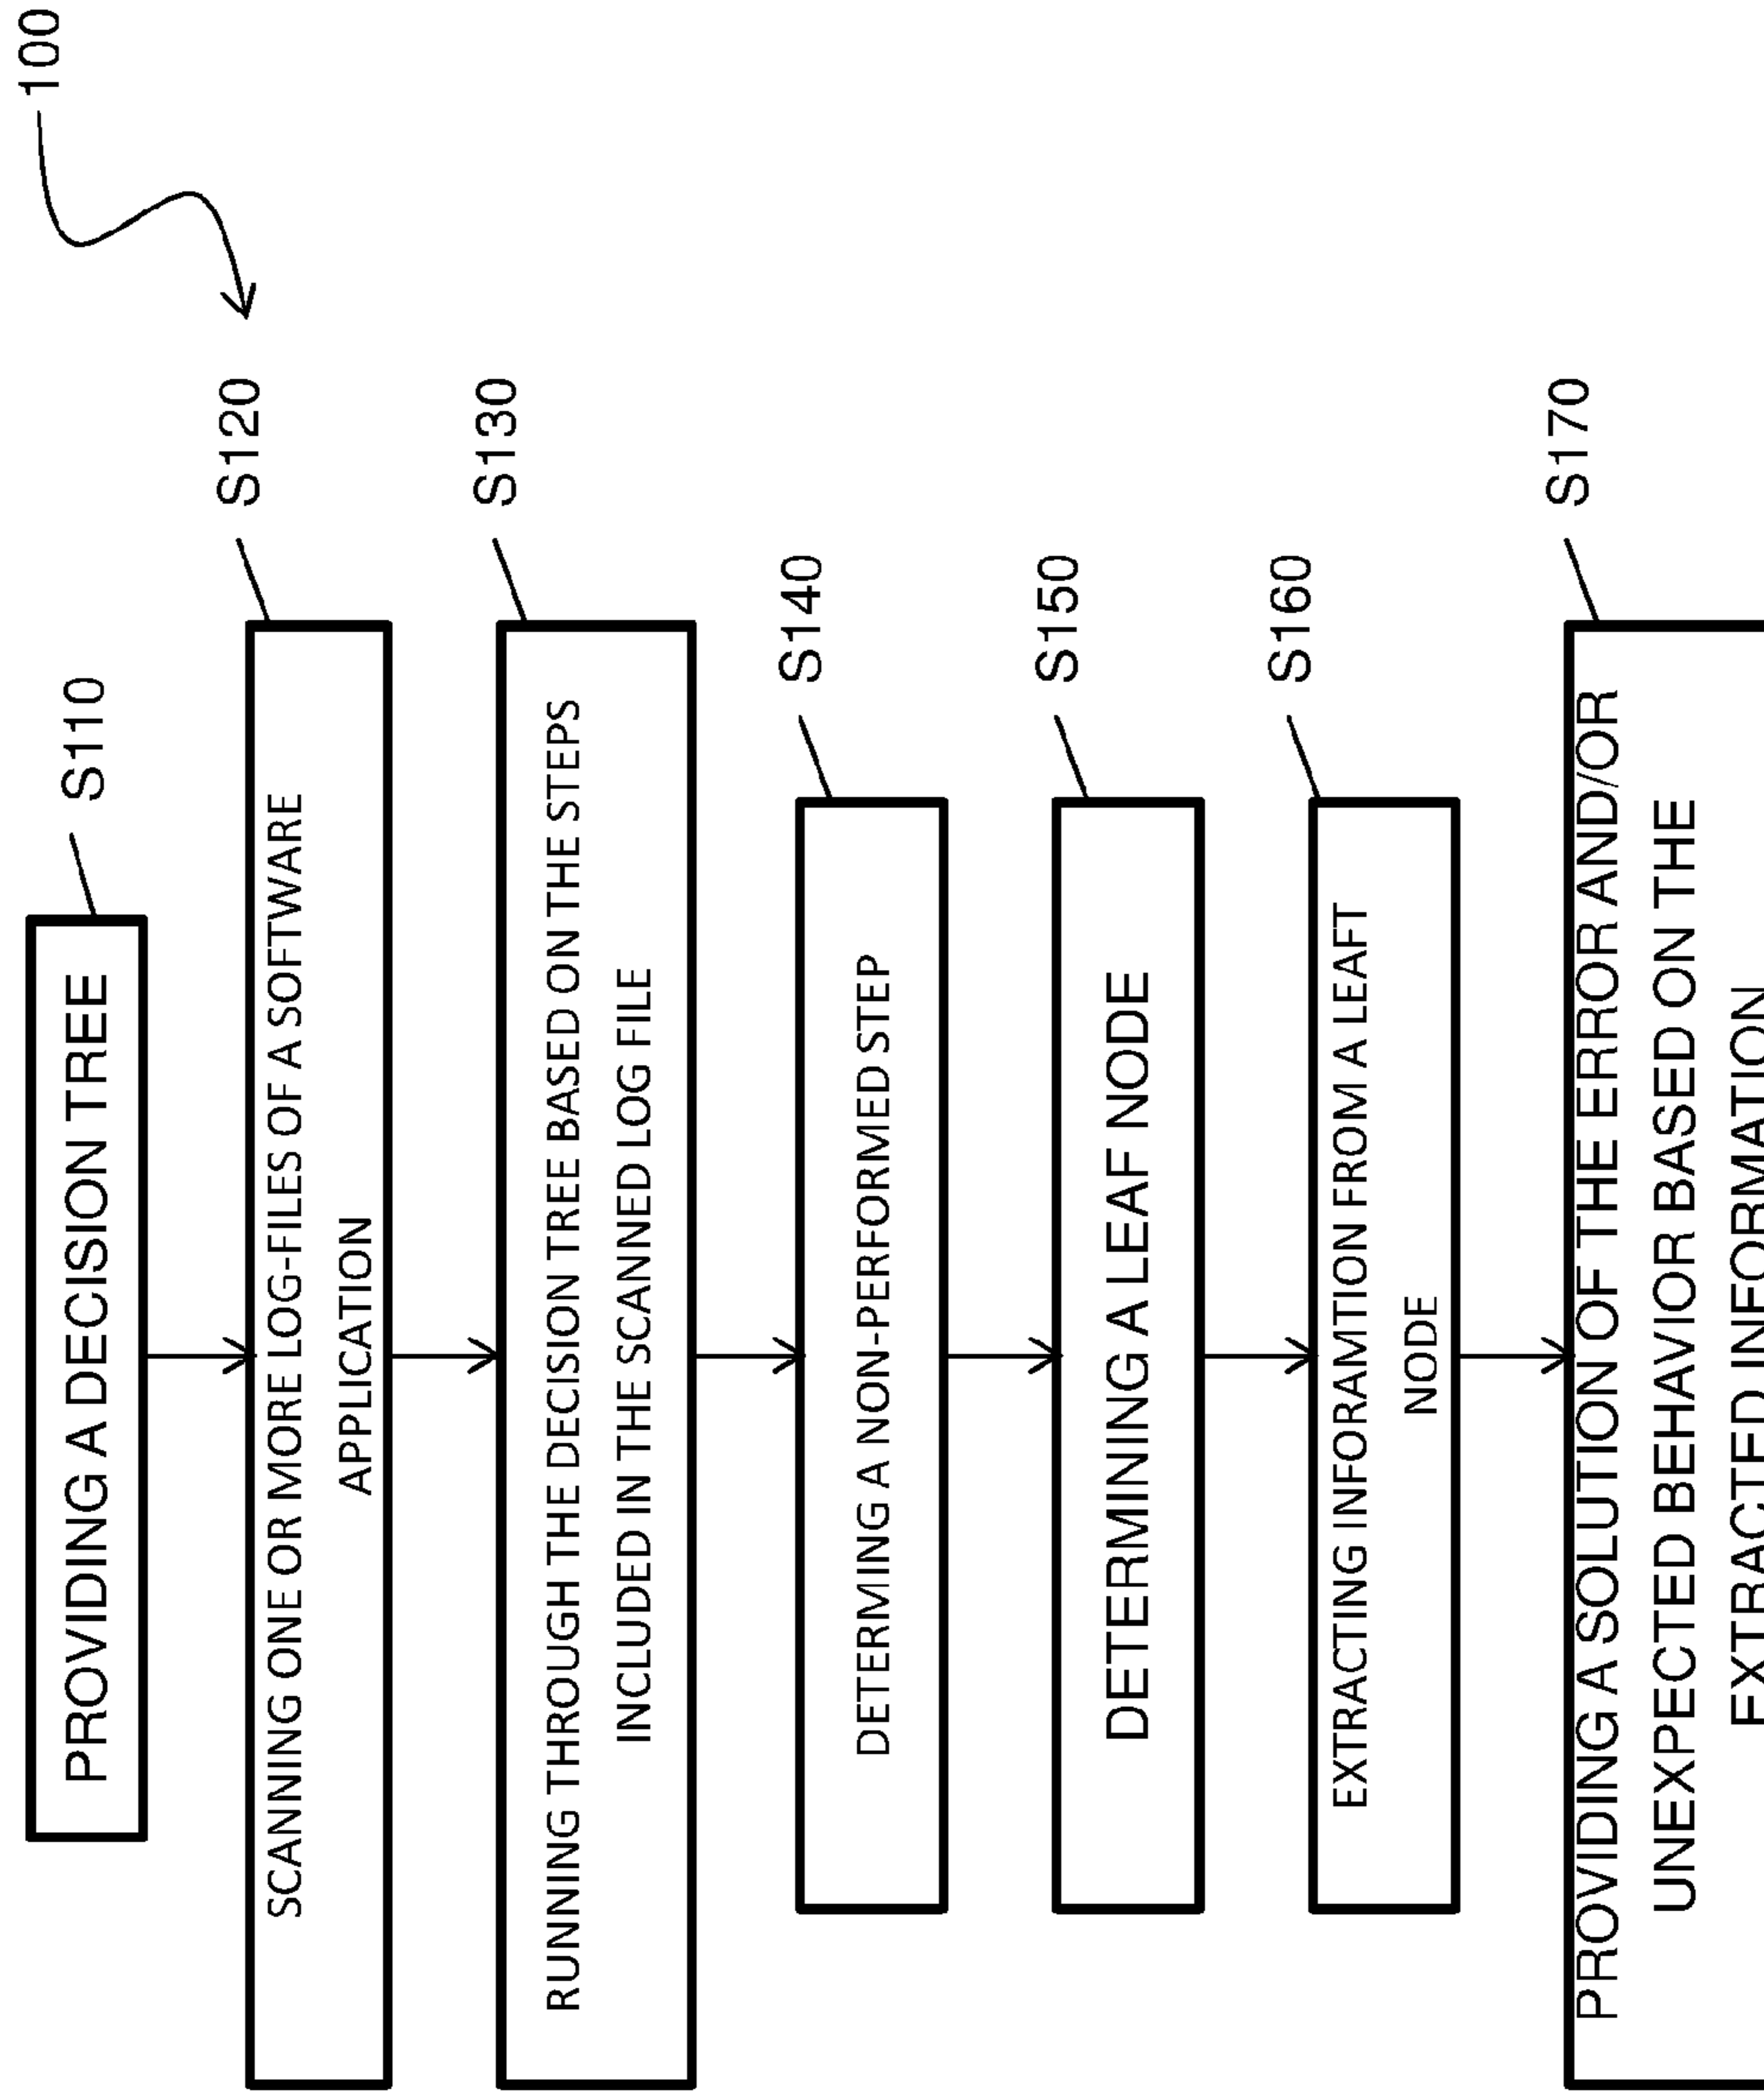 100
S110
PROVIDING A DECISION TREE
S120
SCANNING ONE OR MORE LOG-FILES OF A SOFTWARE
APPLICATION
S130
RUNNING THROUGH THE DECISION TREE BASED ON THE STEPS
INCLUDED IN THE SCANNED LOG FILE
S140
DETERMING A NON-PERFORMED STEP
S150
DETERMINING A LEAF NODE
S160
EXTRACTING INFORAMTION FROM A LEAFT
NODE
S170
PROVIDING A SOLUTION OF THE ERROR AND/OR
UNEXPECTED BEHAVIOR BASED ON THE
EXTRACTED INFORMATION